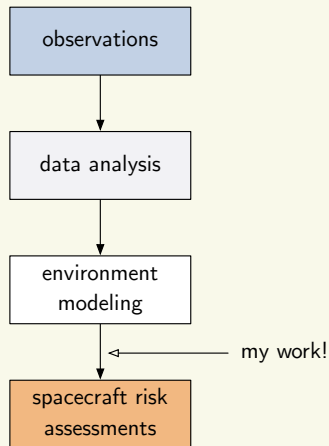 observations
data analysis
environment
modeling
my work!
spacecraft risk
assessments